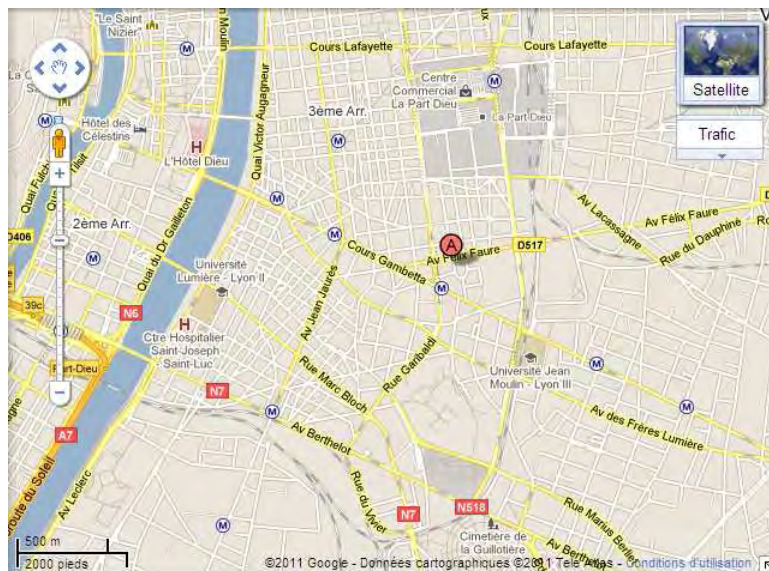 Le Saint
Nizier
Cours Lafayette
Cours Lafayette
Centre
Commercial
La Part Dieu
La Part Dieu
Satellite
Trafic
3ème Arr.
Quai Victor Augagneur
Hôtel des
Célestins
H
L'Hôtel Dieu
2ème Arr.
Quai du Dr Gailleton
Av Lacassagne
Av Félix Faure
Rue du Dauphiné
A
Av Félix Faure
D517
D406
Cours Gambetta
Université
Lumière - Lyon II
Av Jean Jaurès
39c
N6
H
Ctre Hospitalier
Saint-Joseph
- Saint-Luc
Rue Garibaldi
Part-Dieu
Rue Marc Bloch
Université Jean
Moulin - Lyon III
N7
Av des Frères Lumière
A7
Av Berthelot
Av Leclerc
Rue du Vivier
N7
N518
Rue Marius Berliet
Cimetière de
la Guillotière
Av Berthelot
500 m
2000 pieds
©2011 Google - Données cartographiques ©2011 Tele Atlas - Conditions d'utilisation